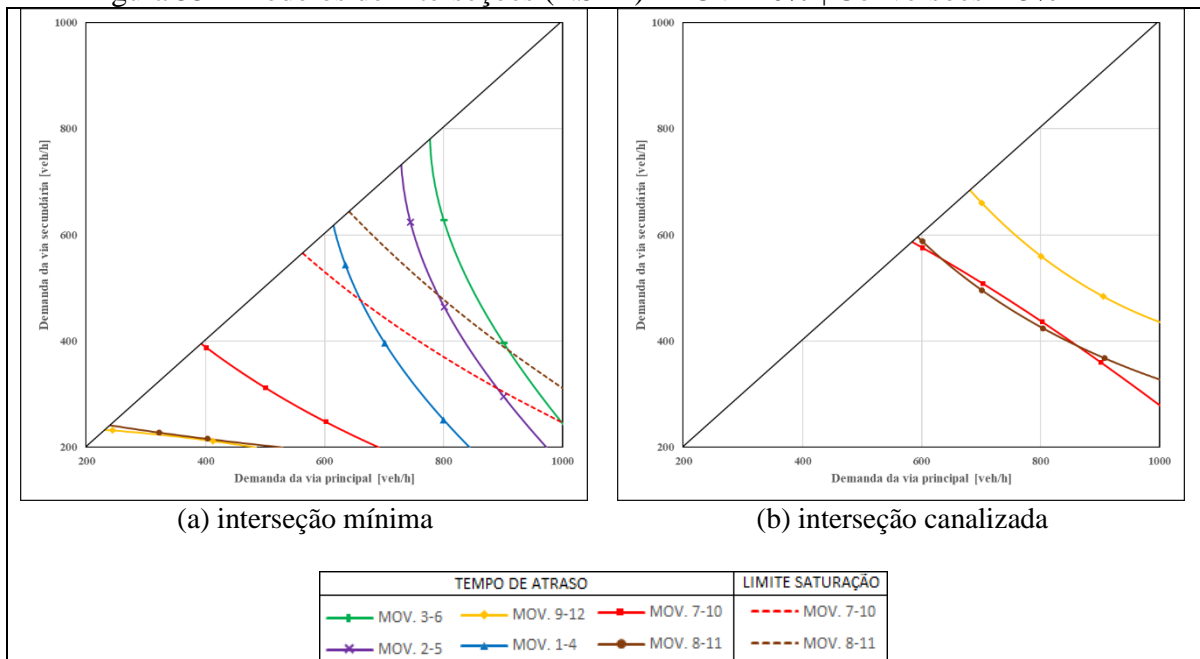 1000
800
600
400
200
200
400
600
800
1000
Demanda da via secundária [veh/h]
Demanda da via principal [veh/h]
(a) interseção mínima
1000
800
600
400
200
200
400
600
800
1000
Demanda da via secundária [veh/h]
Demanda da via principal [veh/h]
(b) interseção canalizada
TEMPO DE ATRASO
LIMITE SATURAÇÃO
MOV. 3-6
MOV. 9-12
MOV. 7-10
MOV. 7-10
MOV. 2-5
MOV. 1-4
MOV. 8-11
MOV. 8-11